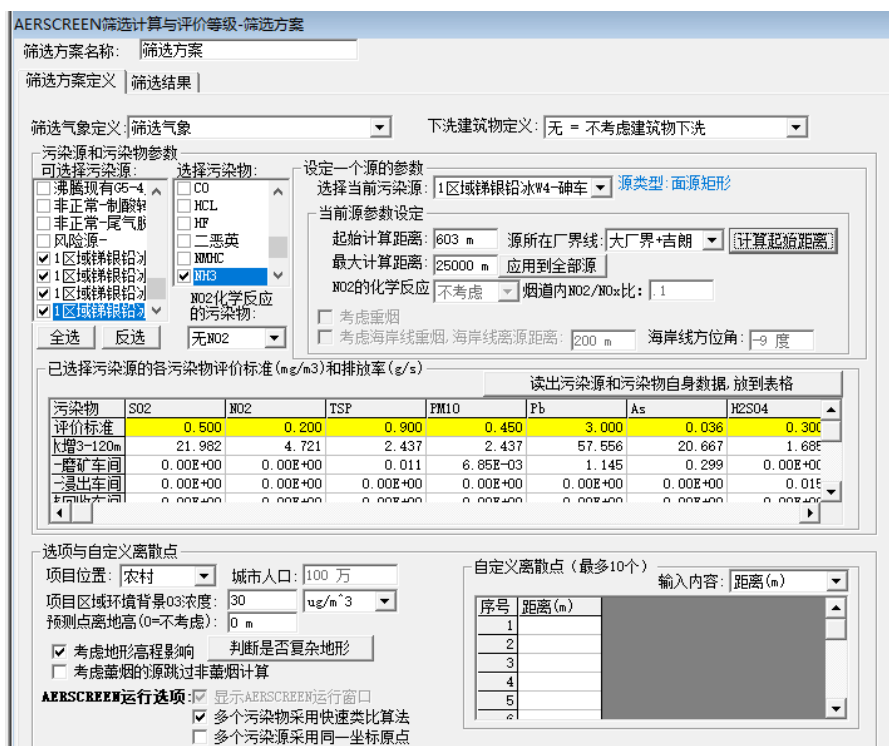 AERSCREEN筛选计算与评价等级-筛选方案
筛选方案名称: 筛选方案
筛选方案定义 筛选结果
筛选气象定义: 筛选气象 下洗建筑物定义: 无 = 不考虑建筑物下洗
污染源和污染物参数
可选择污染源: 选择污染物:
沸腾现有G5-4
非正常-制酸转
非正常-尾气脱
风险源-
1区域锑银铅冰
1区域锑银铅冰
1区域锑银铅冰
1区域锑银铅冰
CO
HCL
HF
二恶英
NMHC
NH3
NO2化学反应
的污染物:
全选 反选 无NO2
设定一个源的参数
选择当前污染源: 1区域锑银铅冰W4-砷车 源类型: 面源矩形
当前源参数设定
起始计算距离: 603 m 源所在厂界线: 大厂界+吉朗 计算起始距离
最大计算距离: 25000 m 应用到全部源
NO2的化学反应 不考虑 烟道内NO2/NOx比: .1
考虑重烟
考虑海岸线重烟,海岸线离源距离: 200 m 海岸线方位角: -9 度
已选择污染源的各污染物评价标准(mg/m3)和排放率(g/s)
读出污染源和污染物自身数据,放到表格
污染物 SO2 NO2 TSP PM10 Pb As H2SO4
评价标准 0.500 0.200 0.900 0.450 3.000 0.036 0.300
增3-120m 21.982 4.721 2.437 2.437 57.556 20.667 1.685
磨矿车间 0.00E+00 0.00E+00 0.011 6.85E-03 1.145 0.299 0.00E+00
浸出车间 0.00E+00 0.00E+00 0.00E+00 0.00E+00 0.00E+00 0.00E+00 0.015
回收车间 0.00E+00 0.00E+00 0.00E+00 0.00E+00 0.00E+00 0.00E+00
选项与自定义离散点
项目位置: 农村 城市人口: 100 万
项目区域环境背景O3浓度: 30 ug/m^3
预测点离地高(0=不考虑): 0 m
考虑地形高程影响 判断是否复杂地形
考虑薰烟的源跳过非薰烟计算
AERSCREEN运行选项: 显示AERSCREEN运行窗口
多个污染物采用快速类比算法
多个污染源采用同一坐标原点
自定义离散点(最多10个)
输入内容: 距离(m)
序号 距离(m)
1
2
3
4
5
6